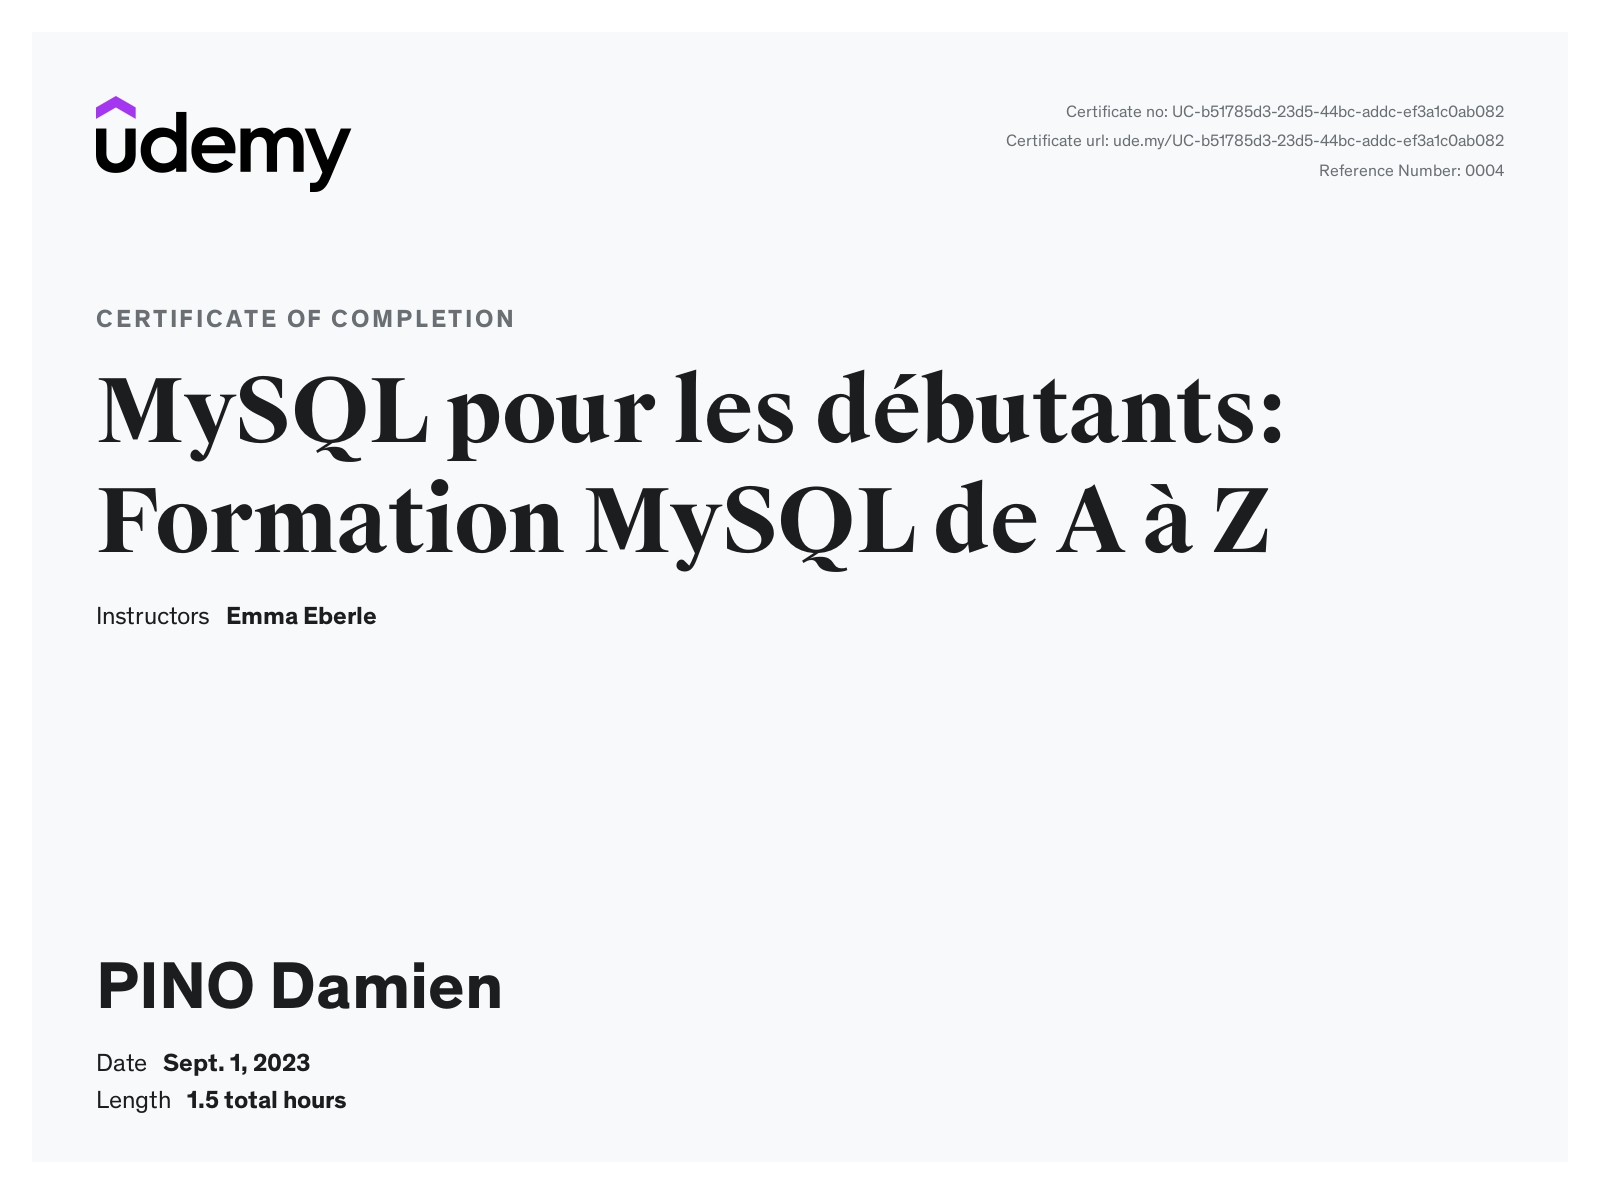 udemy
Certificate no: UC-b51785d3-23d5-44bc-addc-ef3a1c0ab082
Certificate url: ude.my/UC-b51785d3-23d5-44bc-addc-ef3a1c0ab082
Reference Number: 0004
CERTIFICATE OF COMPLETION
MySQL pour les débutants:
Formation MySQL de A à Z
Instructors Emma Eberle
PINO Damien
Date Sept. 1, 2023
Length 1.5 total hours